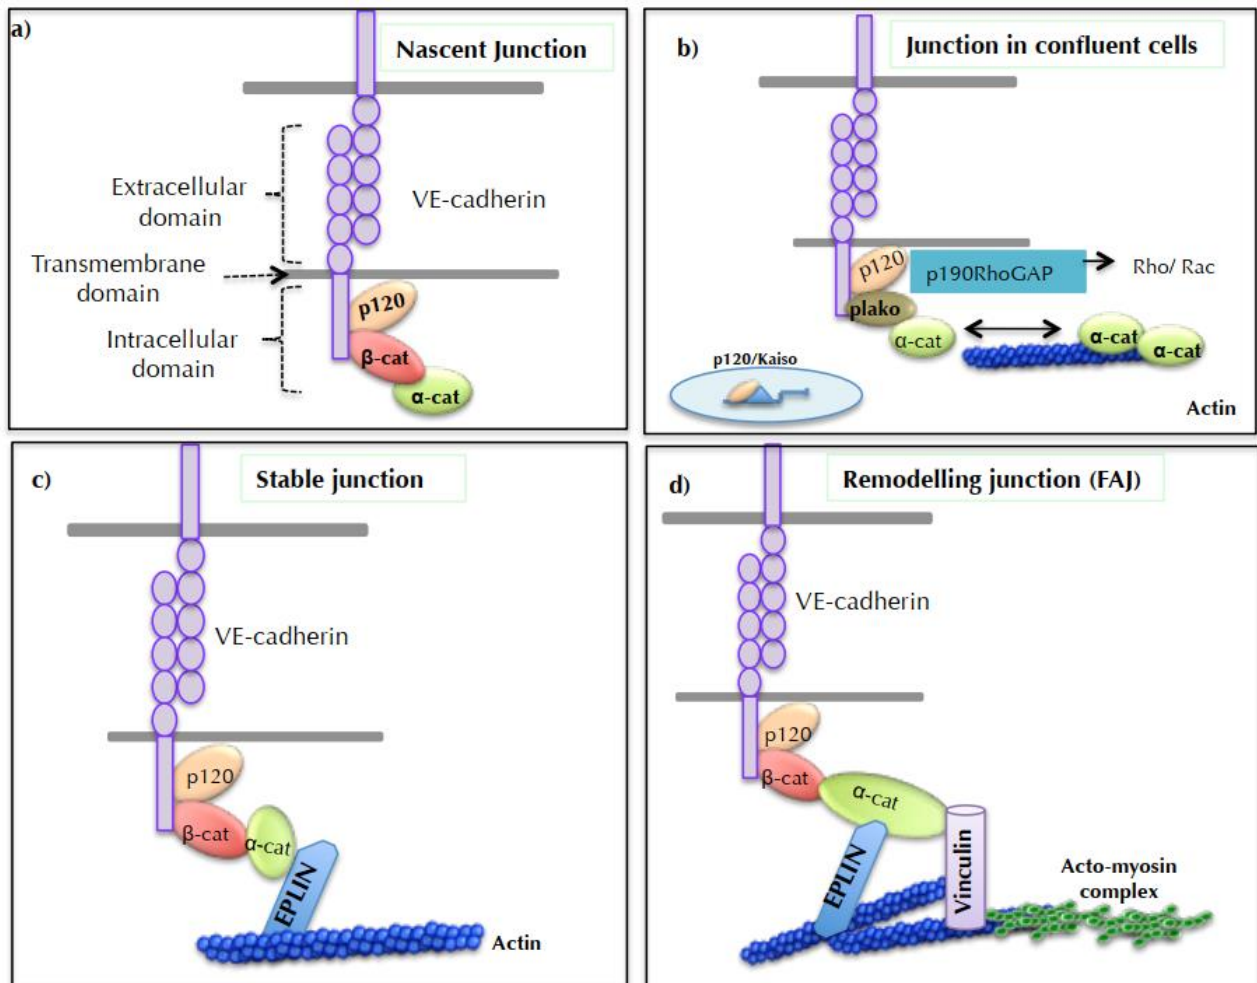 a)
Nascent Junction
Extracellular
domain
VE-cadherin
Transmembrane
domain
Intracellular
domain
p120
β-cat
α-cat
b)
Junction in confluent cells
p120
p190RhoGAP
Rho/ Rac
plako
α-cat
α-cat
α-cat
p120/Kaiso
Actin
c)
Stable junction
VE-cadherin
p120
β-cat
α-cat
EPLIN
Actin
d)
Remodelling junction (FAJ)
VE-cadherin
p120
β-cat
α-cat
EPLIN
Vinculin
Acto-myosin
complex